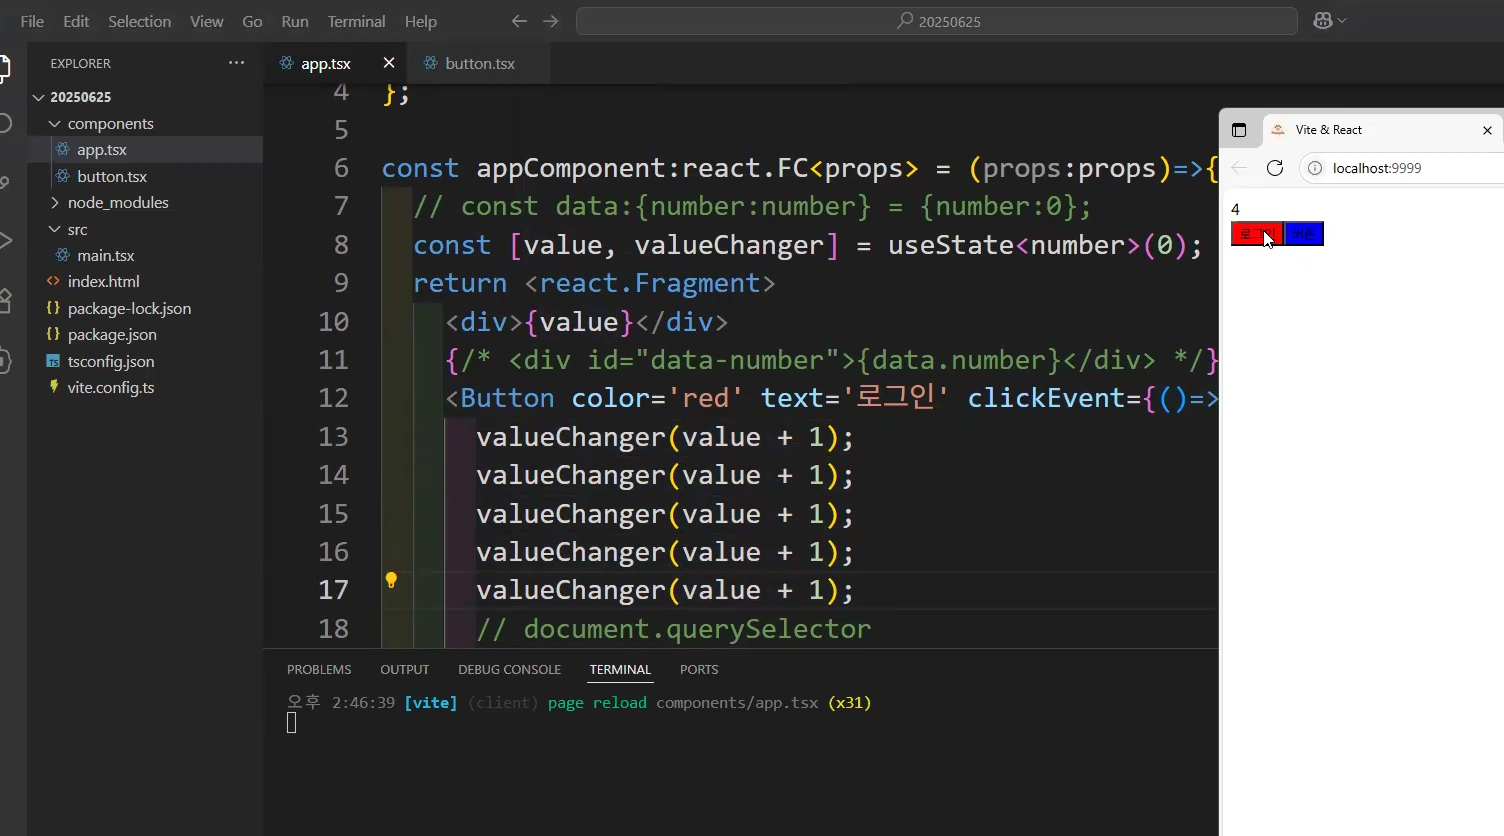 File Edit Selection View Go Run Terminal Help
20250625
EXPLORER
20250625
components
app.tsx
button.tsx
node_modules
src
main.tsx
index.html
package-lock.json
package.json
tsconfig.json
vite.config.ts
app.tsx
button.tsx
4 };
5
6 const appComponent:react.FC<props> = (props:props)=>{
7 // const data:{number:number} = {number:0};
8 const [value, valueChanger] = useState<number>(0);
9 return <react.Fragment>
10 <div>{value}</div>
11 {/* <div id="data-number">{data.number}</div> */}
12 <Button color='red' text='로그인' clickEvent={()=>
13 valueChanger(value + 1);
14 valueChanger(value + 1);
15 valueChanger(value + 1);
16 valueChanger(value + 1);
17 valueChanger(value + 1);
18 // document.querySelector
PROBLEMS OUTPUT DEBUG CONSOLE TERMINAL PORTS
오후 2:46:39 [vite] (client) page reload components/app.tsx (x31)
Vite & React
localhost:9999
4
로그인 버튼